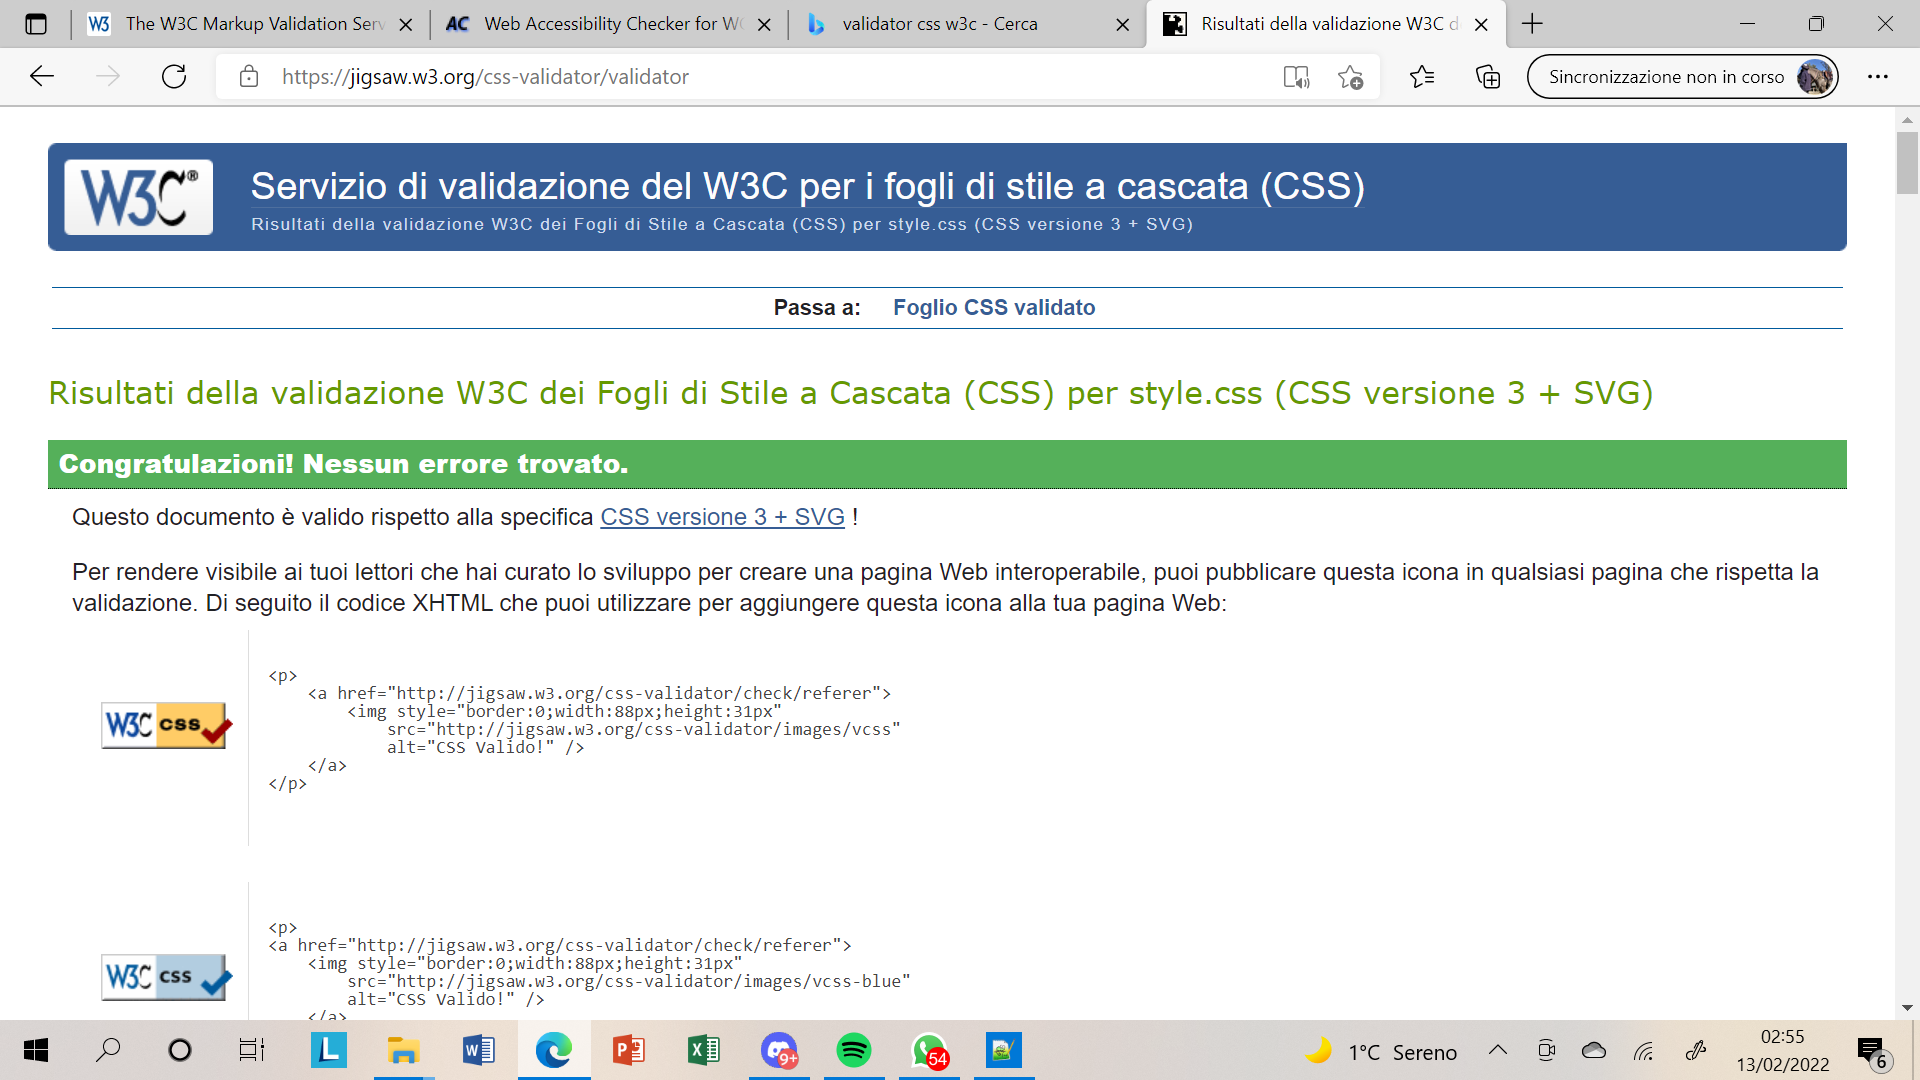 The W3C Markup Validation Serv
Web Accessibility Checker for WC
validator css w3c - Cerca
Risultati della validazione W3C d
https://jigsaw.w3.org/css-validator/validator
Sincronizzazione non in corso
W3C®
Servizio di validazione del W3C per i fogli di stile a cascata (CSS)
Risultati della validazione W3C dei Fogli di Stile a Cascata (CSS) per style.css (CSS versione 3 + SVG)
Passa a: Foglio CSS validato
Risultati della validazione W3C dei Fogli di Stile a Cascata (CSS) per style.css (CSS versione 3 + SVG)
Congratulazioni! Nessun errore trovato.
Questo documento è valido rispetto alla specifica CSS versione 3 + SVG !
Per rendere visibile ai tuoi lettori che hai curato lo sviluppo per creare una pagina Web interoperabile, puoi pubblicare questa icona in qualsiasi pagina che rispetta la
validazione. Di seguito il codice XHTML che puoi utilizzare per aggiungere questa icona alla tua pagina Web:
W3C css
<p>
<a href="http://jigsaw.w3.org/css-validator/check/referer">
<img style="border:0;width:88px;height:31px"
src="http://jigsaw.w3.org/css-validator/images/vcss"
alt="CSS Valido!" />
</a>
</p>
W3C css
<p>
<a href="http://jigsaw.w3.org/css-validator/check/referer">
<img style="border:0;width:88px;height:31px"
src="http://jigsaw.w3.org/css-validator/images/vcss-blue"
alt="CSS Valido!" />
</a>
9+
54
1°C Sereno
02:55
13/02/2022
6